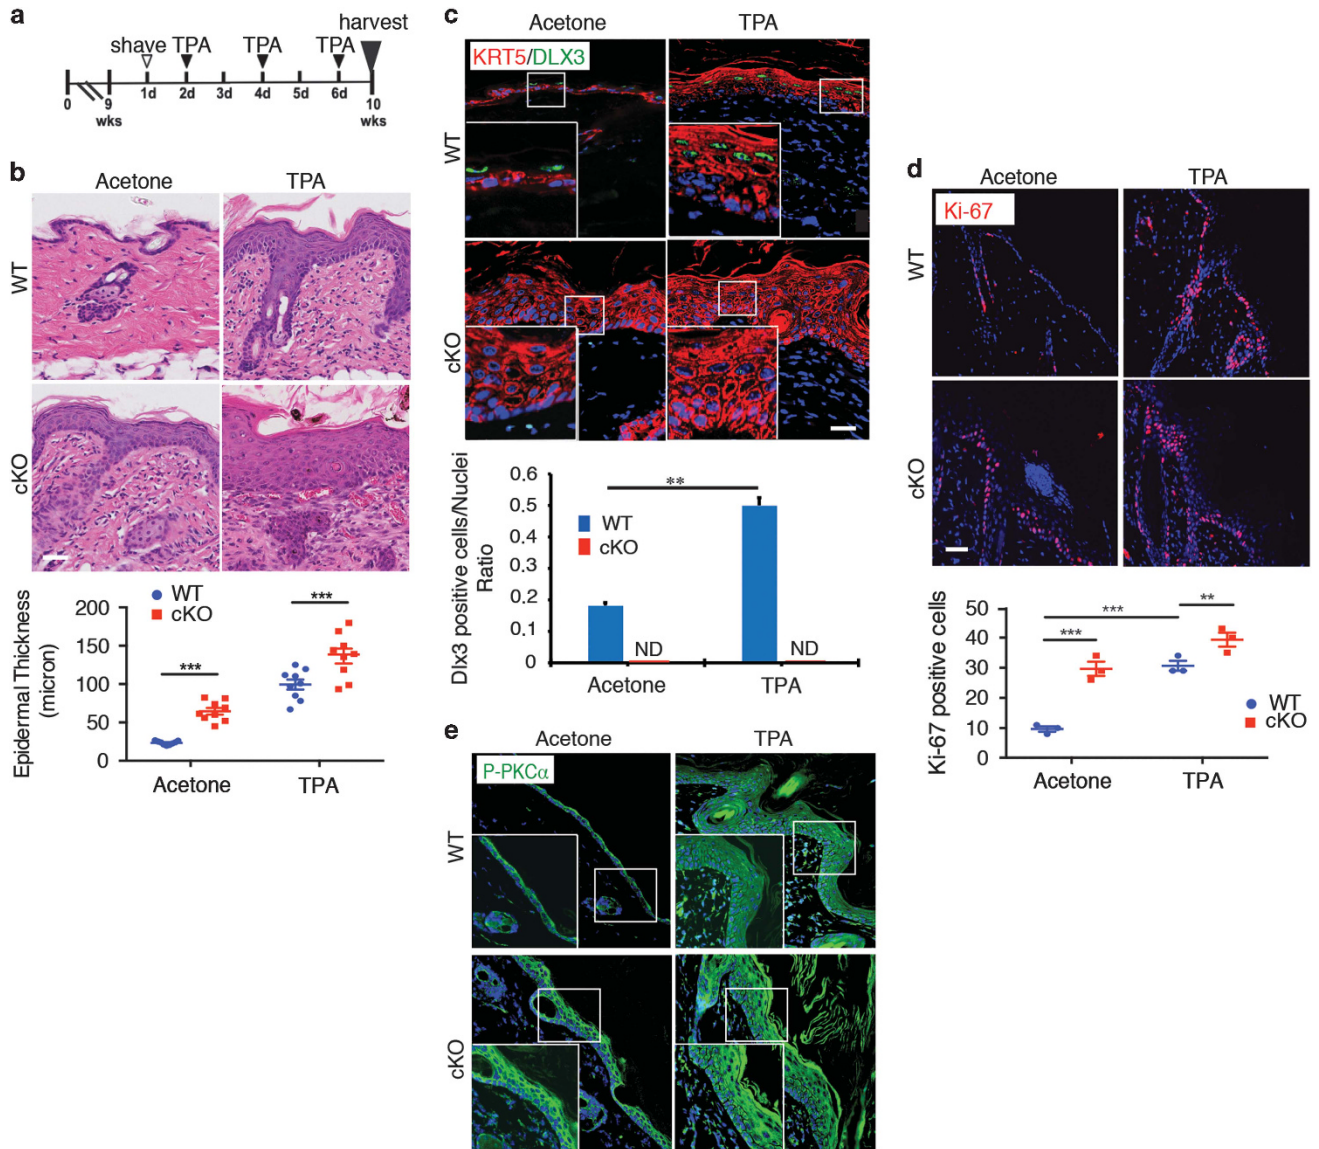 a
harvest
shave TPA TPA TPA
0 9 1d 2d 3d 4d 5d 6d 10
wks wks
b
Acetone TPA
WT
cKO
WT
cKO
Epidermal Thickness
(micron)
200
150
100
50
0
***
***
Acetone TPA
c
Acetone TPA
KRT5/DLX3
WT
cKO
Dlx3 positive cells/Nuclei
Ratio
0.6
0.5
0.4
0.3
0.2
0.1
0
**
WT
cKO
ND ND
Acetone TPA
d
Acetone TPA
Ki-67
WT
cKO
Ki-67 positive cells
50
40
30
20
10
0
***
***
**
WT
cKO
Acetone TPA
e
Acetone TPA
P-PKCα
WT
cKO